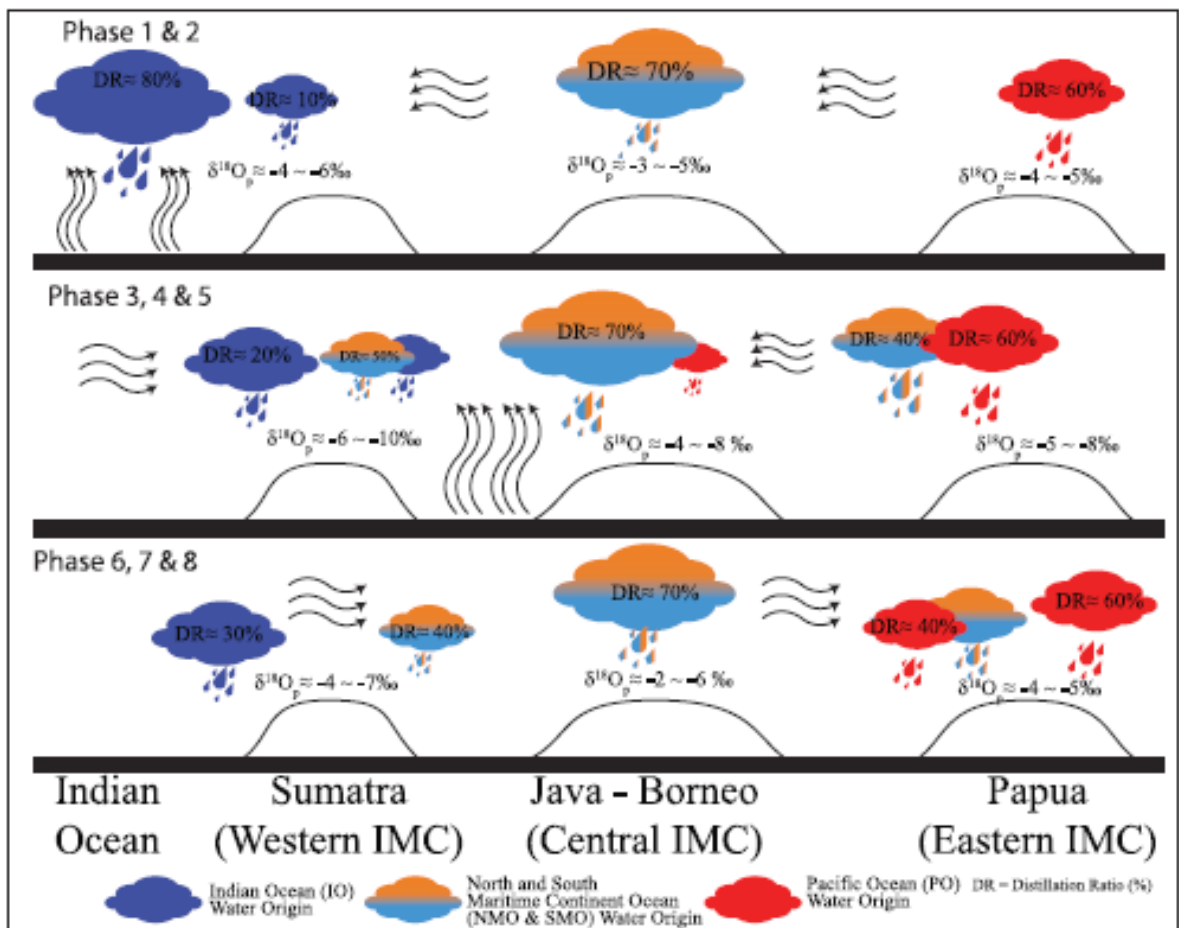 Phase 1 & 2
DR≈ 80%
DR≈ 10%
DR≈ 70%
DR≈ 60%
δ¹⁸Oₚ ≈ -4 ~ -6‰
δ¹⁸Oₚ ≈ -3 ~ -5‰
δ¹⁸Oₚ ≈ -4 ~ -5‰
Phase 3, 4 & 5
DR≈ 20%
DR≈ 50%
DR≈ 70%
DR≈ 40%
DR≈ 60%
δ¹⁸Oₚ ≈ -6 ~ -10‰
δ¹⁸Oₚ ≈ -4 ~ -8 ‰
δ¹⁸Oₚ ≈ -5 ~ -8‰
Phase 6, 7 & 8
DR≈ 30%
DR≈ 40%
DR≈ 70%
DR≈ 40%
DR≈ 60%
δ¹⁸Oₚ ≈ -4 ~ -7‰
δ¹⁸Oₚ ≈ -2 ~ -6 ‰
δ¹⁸Oₚ ≈ -4 ~ -5‰
Indian
Ocean
Sumatra
(Western IMC)
Java - Borneo
(Central IMC)
Papua
(Eastern IMC)
Indian Ocean (IO)
Water Origin
North and South
Maritime Continent Ocean
(NMO & SMO) Water Origin
Pacific Ocean (PO)
Water Origin
DR = Distillation Ratio (%)